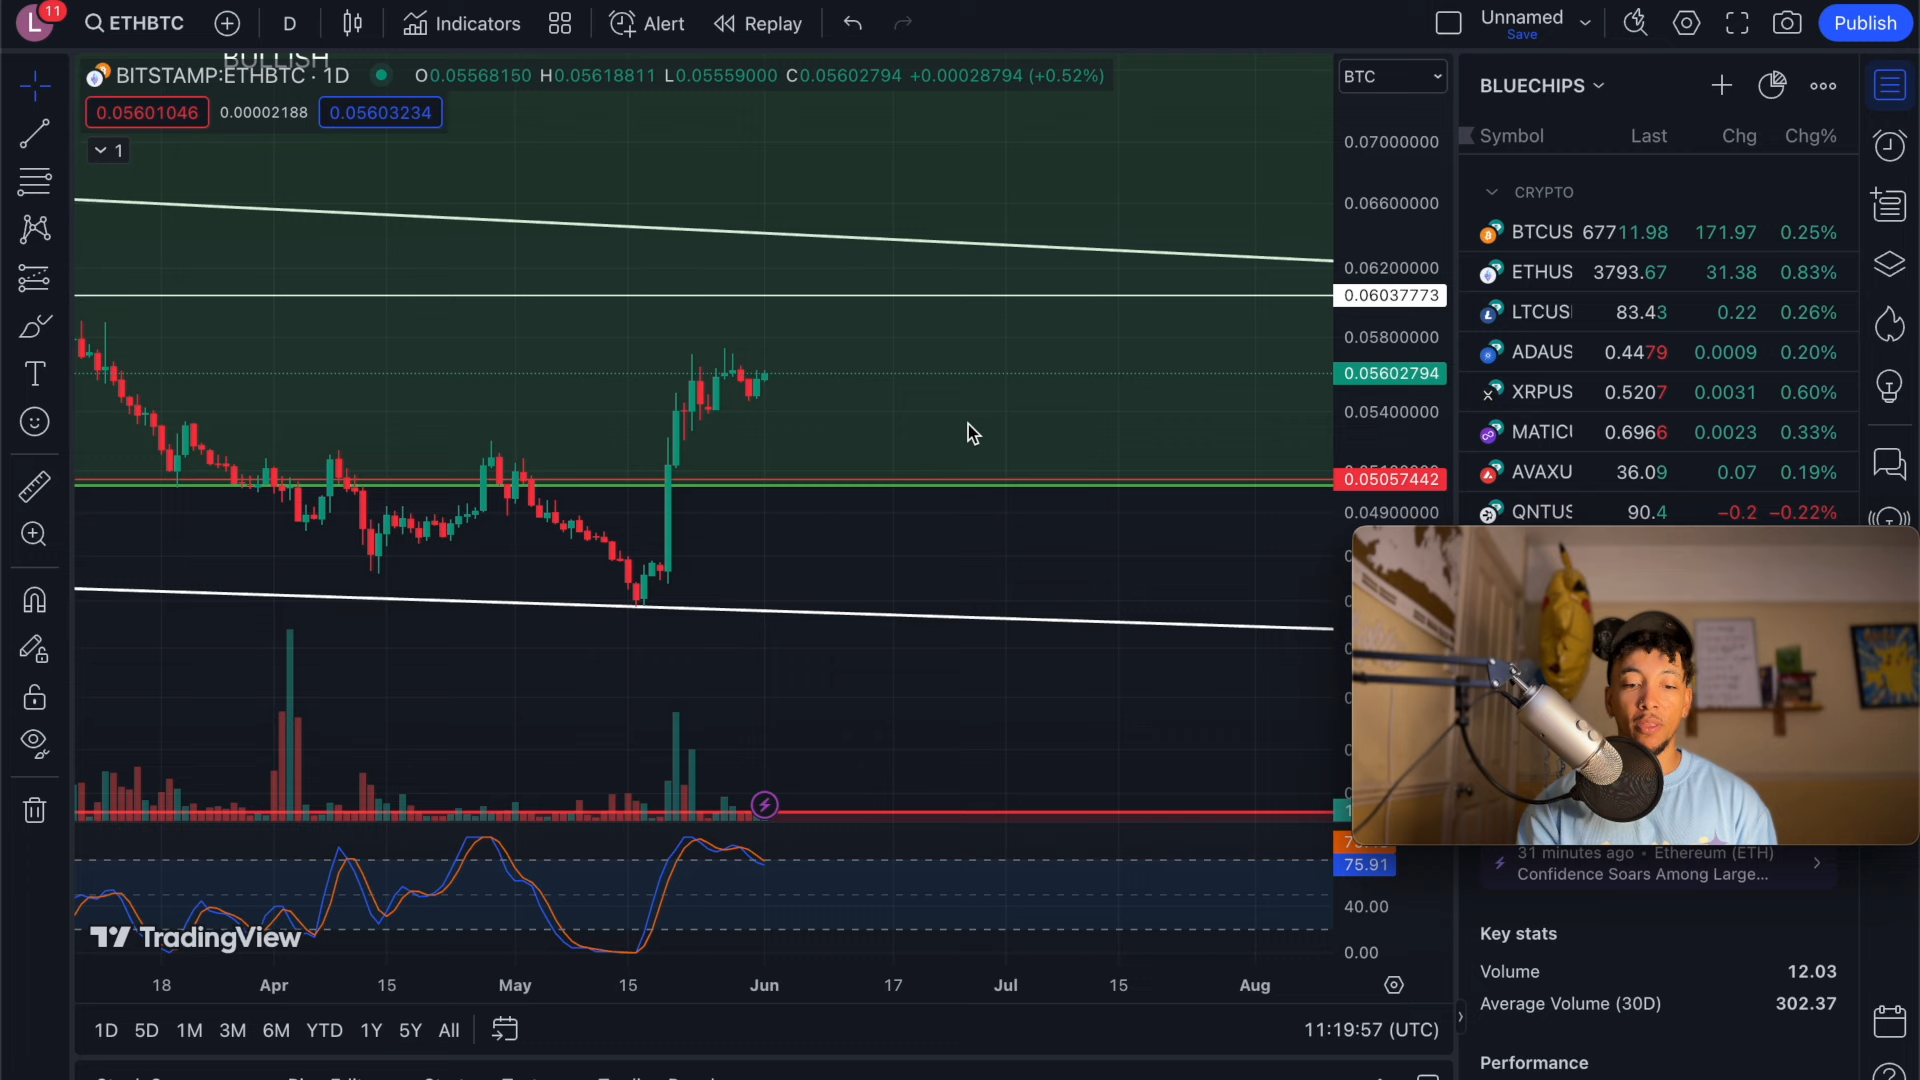 L 11 ETHBTC D Indicators Alert Replay Unnamed Save Publish
BULLISH
BITSTAMP:ETHBTC · 1D O0.05568150 H0.05618811 L0.05559000 C0.05602794 +0.00028794 (+0.52%)
0.05601046 0.00002188 0.05603234
1
BTC
0.07000000
0.06600000
0.06200000
0.06037773
0.05800000
0.05602794
0.05400000
0.05057442
0.04900000
75.91
40.00
0.00
TradingView
18 Apr 15 May 15 Jun 17 Jul 15 Aug
1D 5D 1M 3M 6M YTD 1Y 5Y All 11:19:57 (UTC)
BLUECHIPS
Symbol Last Chg Chg%
CRYPTO
BTCUS 67711.98 171.97 0.25%
ETHUS 3793.67 31.38 0.83%
LTCUS 83.43 0.22 0.26%
ADAUS 0.4479 0.0009 0.20%
XRPUS 0.5207 0.0031 0.60%
MATICU 0.6966 0.0023 0.33%
AVAXU 36.09 0.07 0.19%
QNTUS 90.4 −0.2 −0.22%
31 minutes ago • Ethereum (ETH)
Confidence Soars Among Large...
Key stats
Volume 12.03
Average Volume (30D) 302.37
Performance